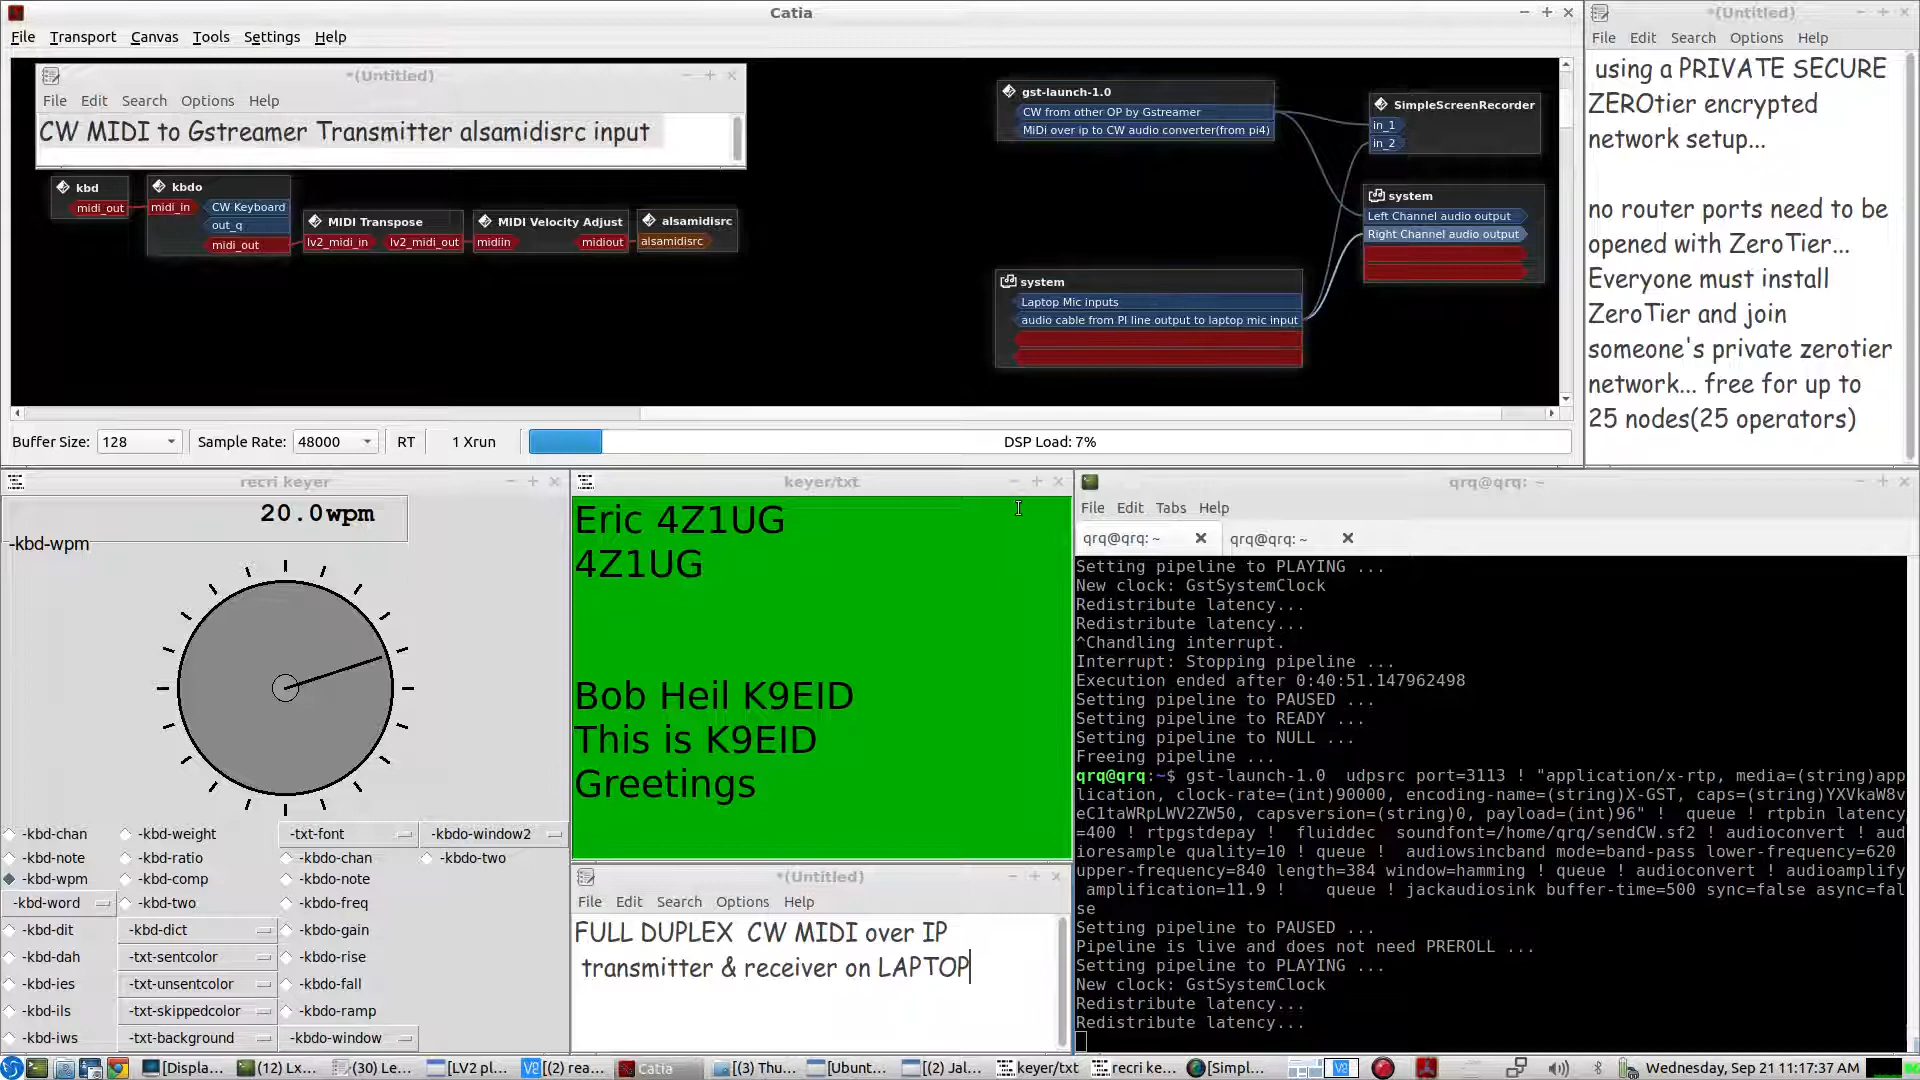 Catia
File Transport Canvas Tools Settings Help
*(Untitled)
File Edit Search Options Help
CW MIDI to Gstreamer Transmitter alsamidisrc input
kbd
midi_out
kbdo
midi_in CW Keyboard
out_q
midi_out
MIDI Transpose
lv2_midi_in lv2_midi_out
MIDI Velocity Adjust
midiin midiout
alsamidisrc
alsamidisrc
gst-launch-1.0
CW from other OP by Gstreamer
MiDi over ip to CW audio converter(from pi4)
SimpleScreenRecorder
in_1
in_2
system
Left Channel audio output
Right Channel audio output
system
Laptop Mic inputs
audio cable from PI line output to laptop mic input
Buffer Size: 128 Sample Rate: 48000 RT 1 Xrun DSP Load: 7%
*(Untitled)
File Edit Search Options Help
using a PRIVATE SECURE
ZEROtier encrypted
network setup...
no router ports need to be
opened with ZeroTier...
Everyone must install
ZeroTier and join
someone's private zerotier
network... free for up to
25 nodes(25 operators)
recri keyer
20.0wpm
-kbd-wpm
-kbd-chan -kbd-weight -txt-font -kbdo-window2
-kbd-note -kbd-ratio -kbdo-chan -kbdo-two
-kbd-wpm -kbd-comp -kbdo-note
-kbd-word -kbd-two -kbdo-freq
-kbd-dit -kbd-dict -kbdo-gain
-kbd-dah -txt-sentcolor -kbdo-rise
-kbd-ies -txt-unsentcolor -kbdo-fall
-kbd-ils -txt-skippedcolor -kbdo-ramp
-kbd-iws -txt-background -kbdo-window
keyer/txt
Eric 4Z1UG
4Z1UG
Bob Heil K9EID
This is K9EID
Greetings
*(Untitled)
File Edit Search Options Help
FULL DUPLEX CW MIDI over IP
transmitter & receiver on LAPTOP
qrq@qrq: ~
File Edit Tabs Help
qrq@qrq: ~ qrq@qrq: ~
Setting pipeline to PLAYING ...
New clock: GstSystemClock
Redistribute latency...
Redistribute latency...
^Chandling interrupt.
Interrupt: Stopping pipeline ...
Execution ended after 0:40:51.147962498
Setting pipeline to PAUSED ...
Setting pipeline to READY ...
Setting pipeline to NULL ...
Freeing pipeline ...
qrq@qrq:~$ gst-launch-1.0 udpsrc port=3113 ! "application/x-rtp, media=(string)app
lication, clock-rate=(int)90000, encoding-name=(string)X-GST, caps=(string)YXVkaW8v
eC1taWRpLWV2ZW50, capsversion=(string)0, payload=(int)96" ! queue ! rtpbin latency
=400 ! rtpgstdepay ! fluiddec soundfont=/home/qrq/sendCW.sf2 ! audioconvert ! aud
ioresample quality=10 ! queue ! audiowsincband mode=band-pass lower-frequency=620
upper-frequency=840 length=384 window=hamming ! queue ! audioconvert ! audioamplify
amplification=11.9 ! queue ! jackaudiosink buffer-time=500 sync=false async=fal
se
Setting pipeline to PAUSED ...
Pipeline is live and does not need PREROLL ...
Setting pipeline to PLAYING ...
New clock: GstSystemClock
Redistribute latency...
Redistribute latency...
[Displa... (12) Lx... (30) Le... [LV2 pl... [(2) rea... Catia [(3) Thu... [Ubunt... [(2) Jal... keyer/txt recri ke... [Simpl... Wednesday, Sep 21 11:17:37 AM